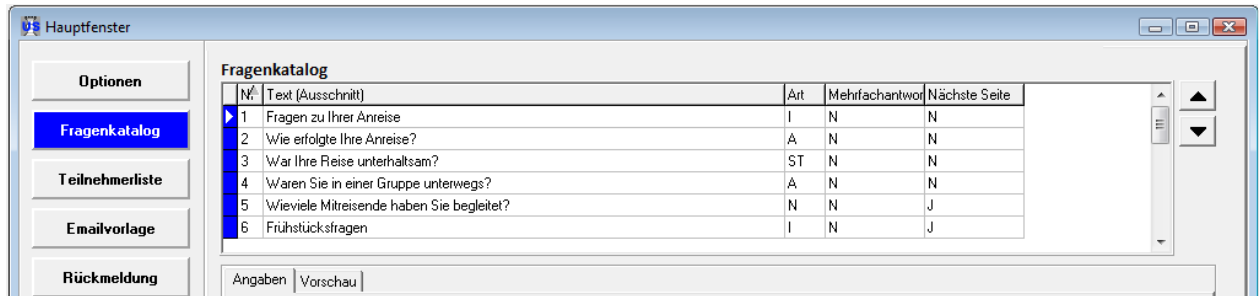 US Hauptfenster
Optionen
Fragenkatalog
Teilnehmerliste
Emailvorlage
Rückmeldung
Fragenkatalog
Nr. Text (Ausschnitt) Art Mehrfachantwor Nächste Seite
1 Fragen zu Ihrer Anreise I N N
2 Wie erfolgte Ihre Anreise? A N N
3 War Ihre Reise unterhaltsam? ST N N
4 Waren Sie in einer Gruppe unterwegs? A N N
5 Wieviele Mitreisende haben Sie begleitet? N N J
6 Frühstücksfragen I N J
Angaben Vorschau